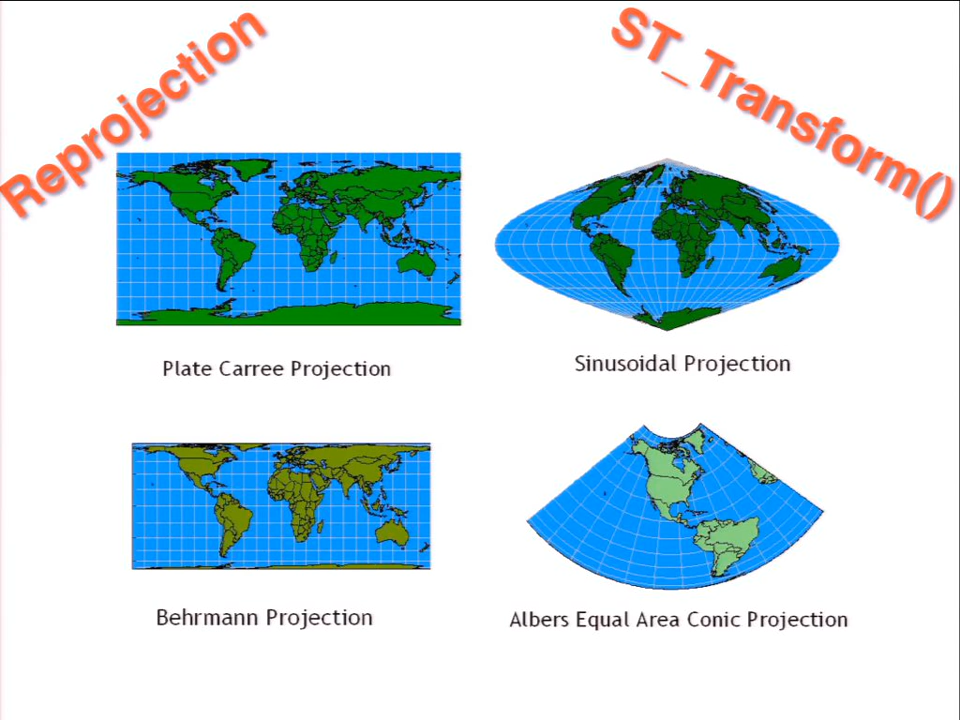 Reprojection
ST_Transform()
Plate Carree Projection
Sinusoidal Projection
Behrmann Projection
Albers Equal Area Conic Projection